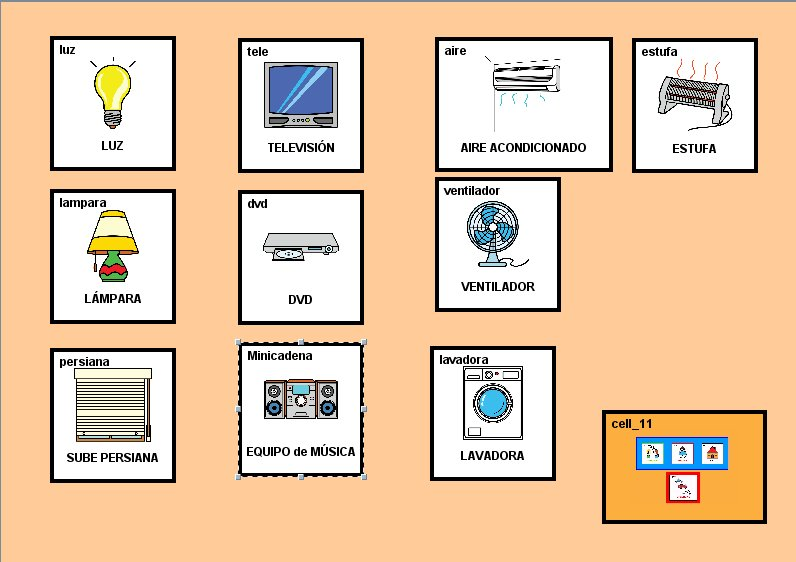 luz
LUZ
tele
TELEVISIÓN
aire
AIRE ACONDICIONADO
estufa
ESTUFA
lampara
LÁMPARA
dvd
DVD
ventilador
VENTILADOR
persiana
SUBE PERSIANA
Minicadena
EQUIPO de MÚSICA
lavadora
LAVADORA
cell_11